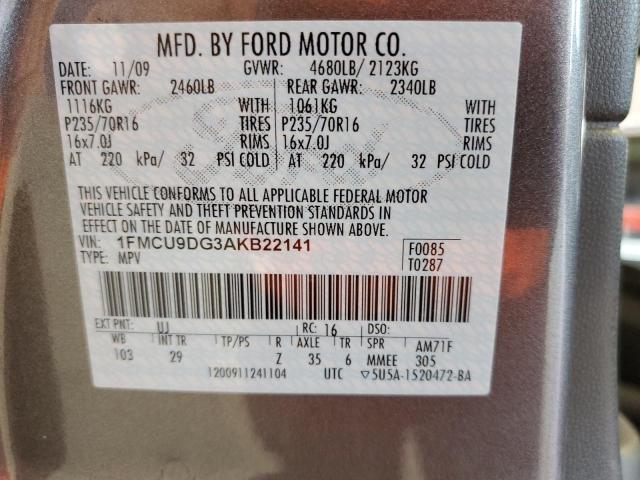 MFD. BY FORD MOTOR CO.
DATE: 11/09 GVWR: 4680LB/ 2123KG
FRONT GAWR: 2460LB REAR GAWR: 2340LB
1116KG WITH 1061KG WITH
P235/70R16 TIRES P235/70R16 TIRES
16x7.0J RIMS 16x7.0J RIMS
AT 220 kPa/ 32 PSI COLD AT 220 kPa/ 32 PSI COLD
THIS VEHICLE CONFORMS TO ALL APPLICABLE FEDERAL MOTOR
VEHICLE SAFETY AND THEFT PREVENTION STANDARDS IN
EFFECT ON THE DATE OF MANUFACTURE SHOWN ABOVE.
VIN: 1FMCU9DG3AKB22141 F0085
TYPE: MPV T0287
EXT PNT: UJ RC: 16 DSO:
WB INT TR TP/PS R AXLE TR SPR AM71F
103 29 Z 35 6 MMEE 305
1200911241104 UTC ▽5U5A-1520472-BA